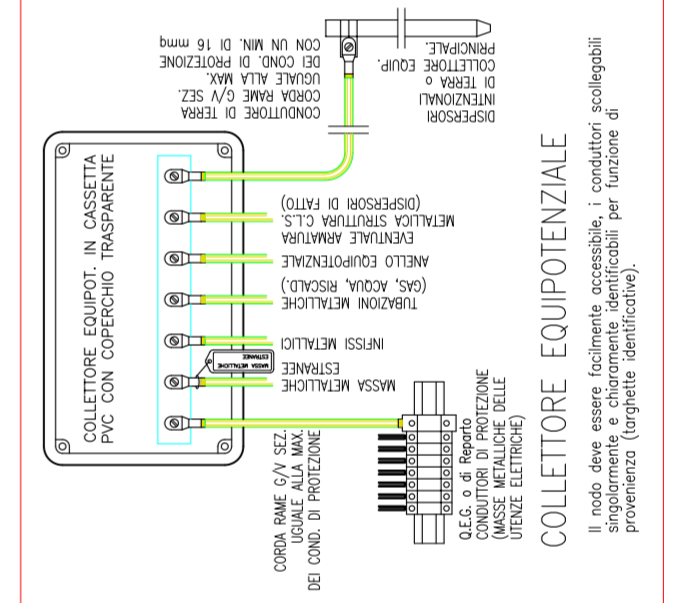 COLLETTORE EQUIPOT. IN CASSETTA
PVC CON COPERCHIO TRASPARENTE
CONDUTTORE DI TERRA
CORDA RAME G/V SEZ.
UGUALE ALLA MAX.
DEI COND. DI PROTEZIONE
CON UN MIN. DI 16 mmq
DISPERSORI
INTENZIONALI
DI TERRA o
COLLETTORE EQUIP.
PRINCIPALE.
EVENTUALE ARMATURA
METALLICA STRUTTURA C.L.S.
(DISPERSORI DI FATTO)
ANELLO EQUIPOTENZIALE
TUBAZIONI METALLICHE
(GAS, ACQUA, RISCALD.)
INFISSI METALLICI
MASSA METALLICHE
ESTRANEE
MASSA METALLICHE
ESTRANEE
CORDA RAME G/V SEZ.
UGUALE ALLA MAX.
DEI COND. DI PROTEZIONE
Q.E.G. o di Reparto
CONDUTTORI DI PROTEZIONE
(MASSE METALLICHE DELLE
UTENZE ELETTRICHE)
COLLETTORE EQUIPOTENZIALE
Il nodo deve essere facilmente accessibile, i conduttori scollegabili
singolarmente e chiaramente identificabili per funzione di
provenienza (targhette identificative).